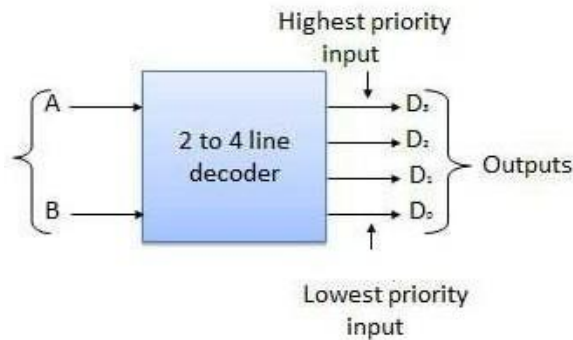 Highest priority
input
A
D₃
2 to 4 line
decoder
D₂
D₁
Outputs
B
D₀
Lowest priority
input